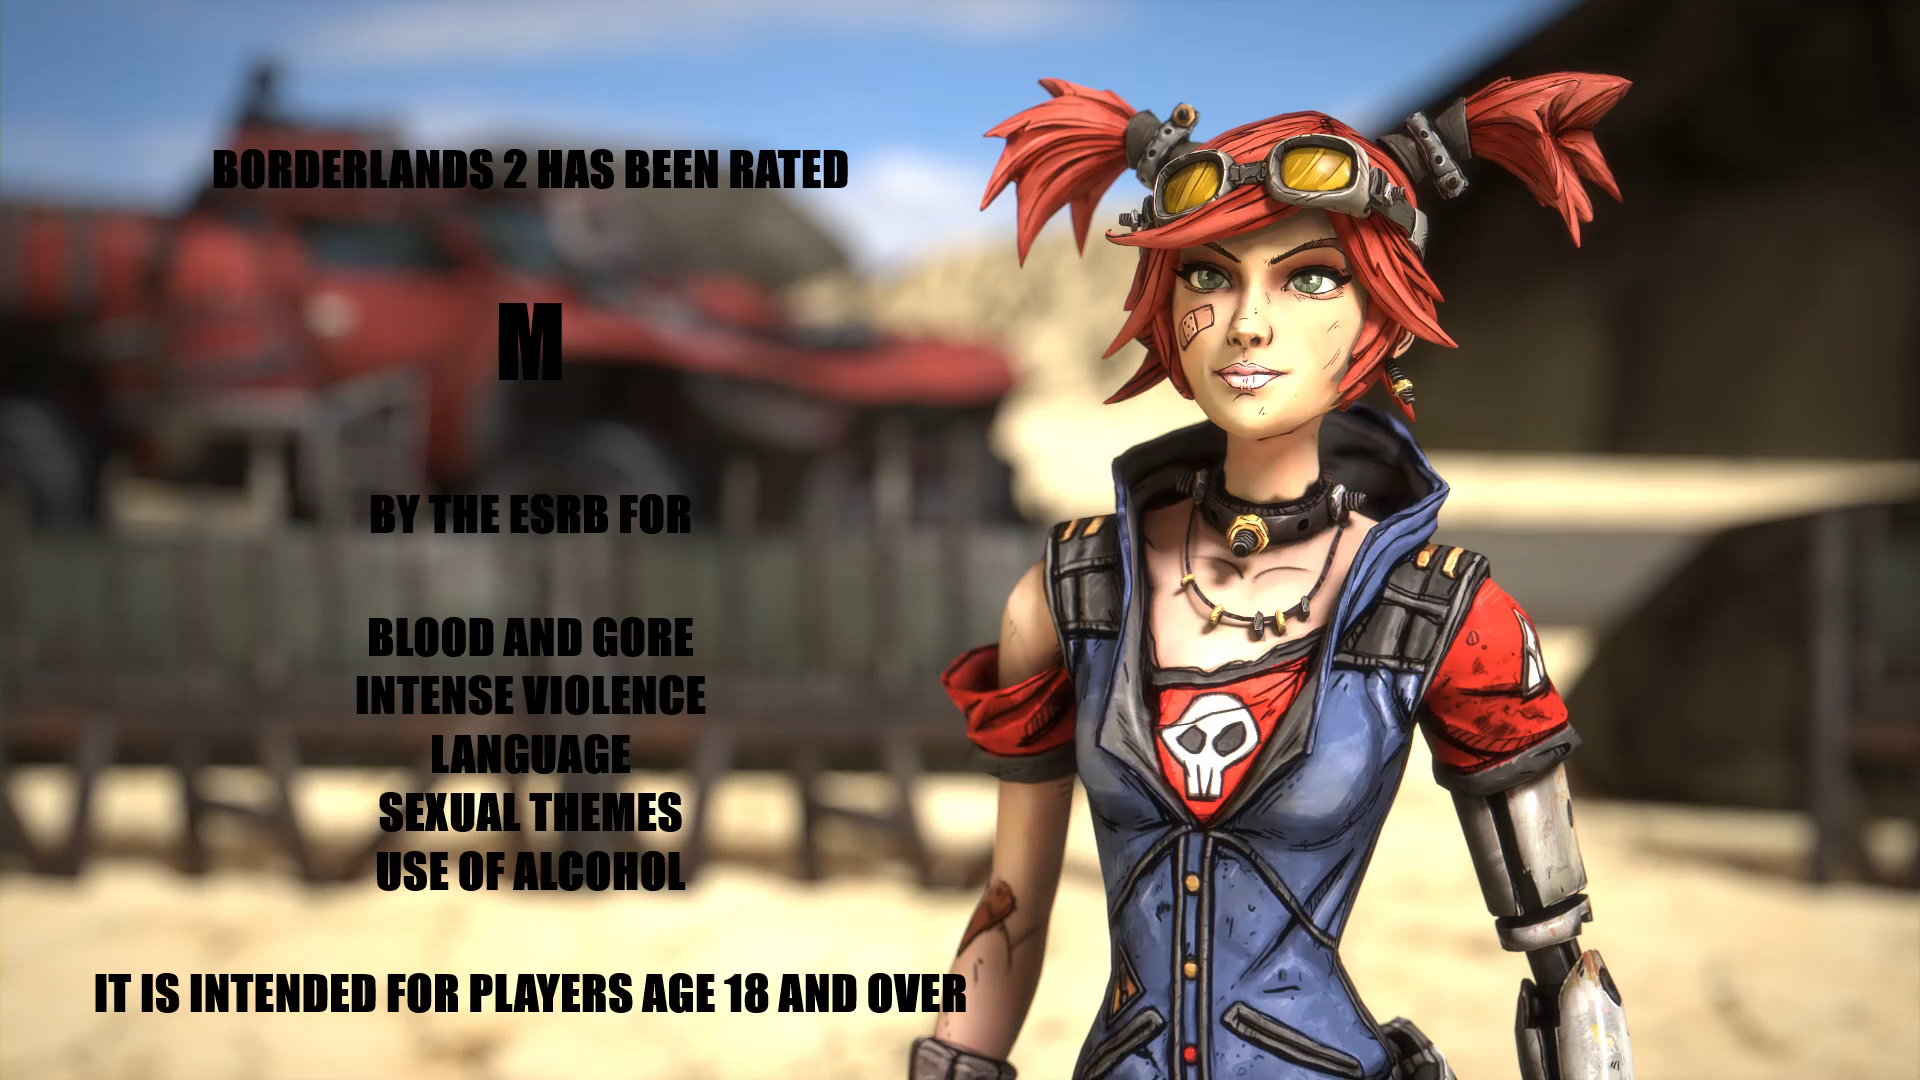 BORDERLANDS 2 HAS BEEN RATED
M
BY THE ESRB FOR
BLOOD AND GORE
INTENSE VIOLENCE
LANGUAGE
SEXUAL THEMES
USE OF ALCOHOL
IT IS INTENDED FOR PLAYERS AGE 18 AND OVER